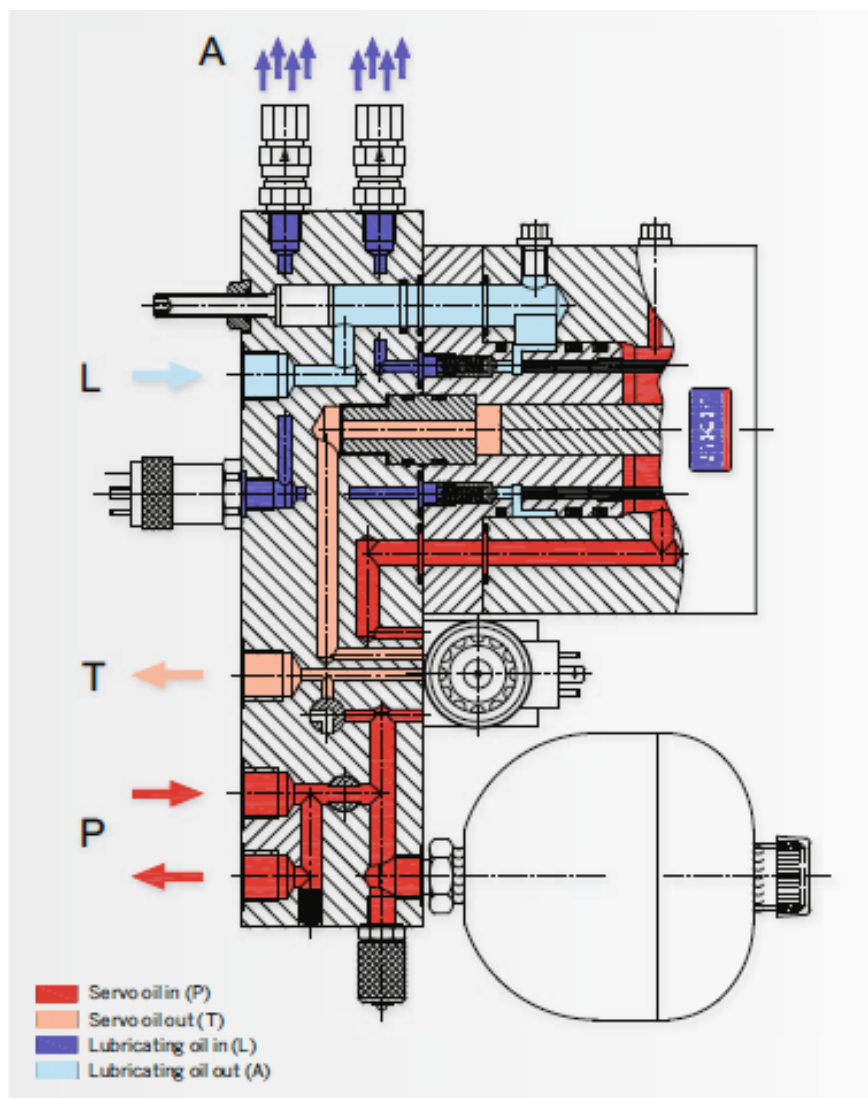 A
L
T
P
Servo oil in (P)
Servo oil out (T)
Lubricating oil in (L)
Lubricating oil out (A)